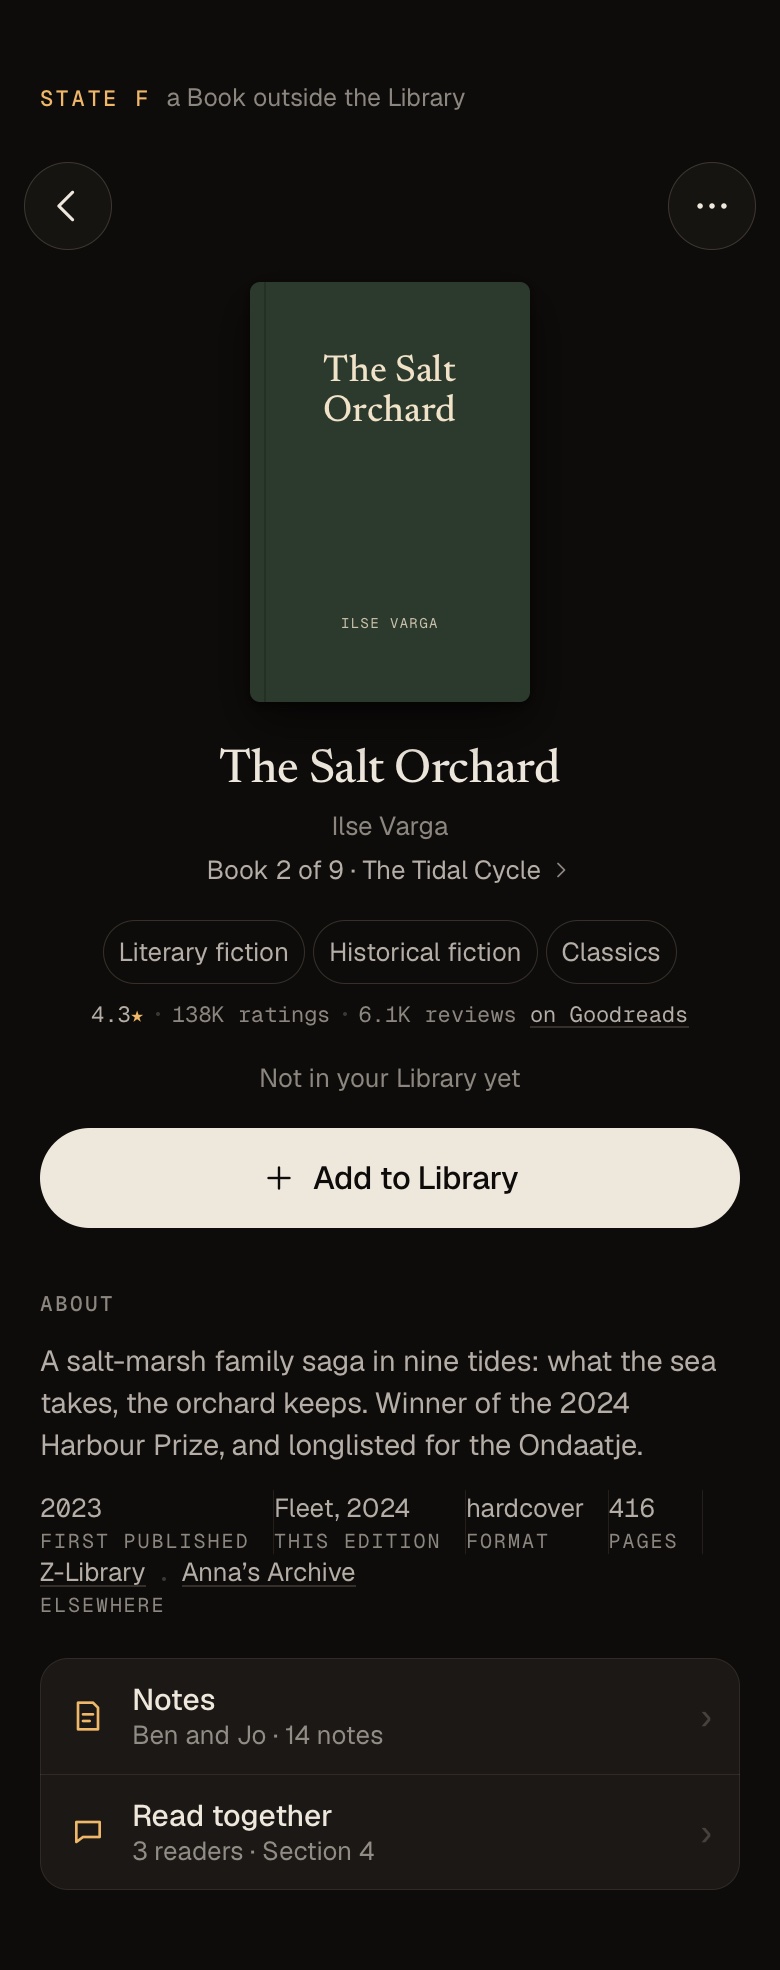 STATE F a Book outside the Library
The Salt
Orchard
ILSE VARGA
The Salt Orchard
Ilse Varga
Book 2 of 9 · The Tidal Cycle
Literary fiction Historical fiction Classics
4.3★ · 138K ratings · 6.1K reviews on Goodreads
Not in your Library yet
+ Add to Library
ABOUT
A salt-marsh family saga in nine tides: what the sea
takes, the orchard keeps. Winner of the 2024
Harbour Prize, and longlisted for the Ondaatje.
2023 Fleet, 2024 hardcover 416
FIRST PUBLISHED THIS EDITION FORMAT PAGES
Z-Library · Anna’s Archive
ELSEWHERE
Notes
Ben and Jo · 14 notes
Read together
3 readers · Section 4